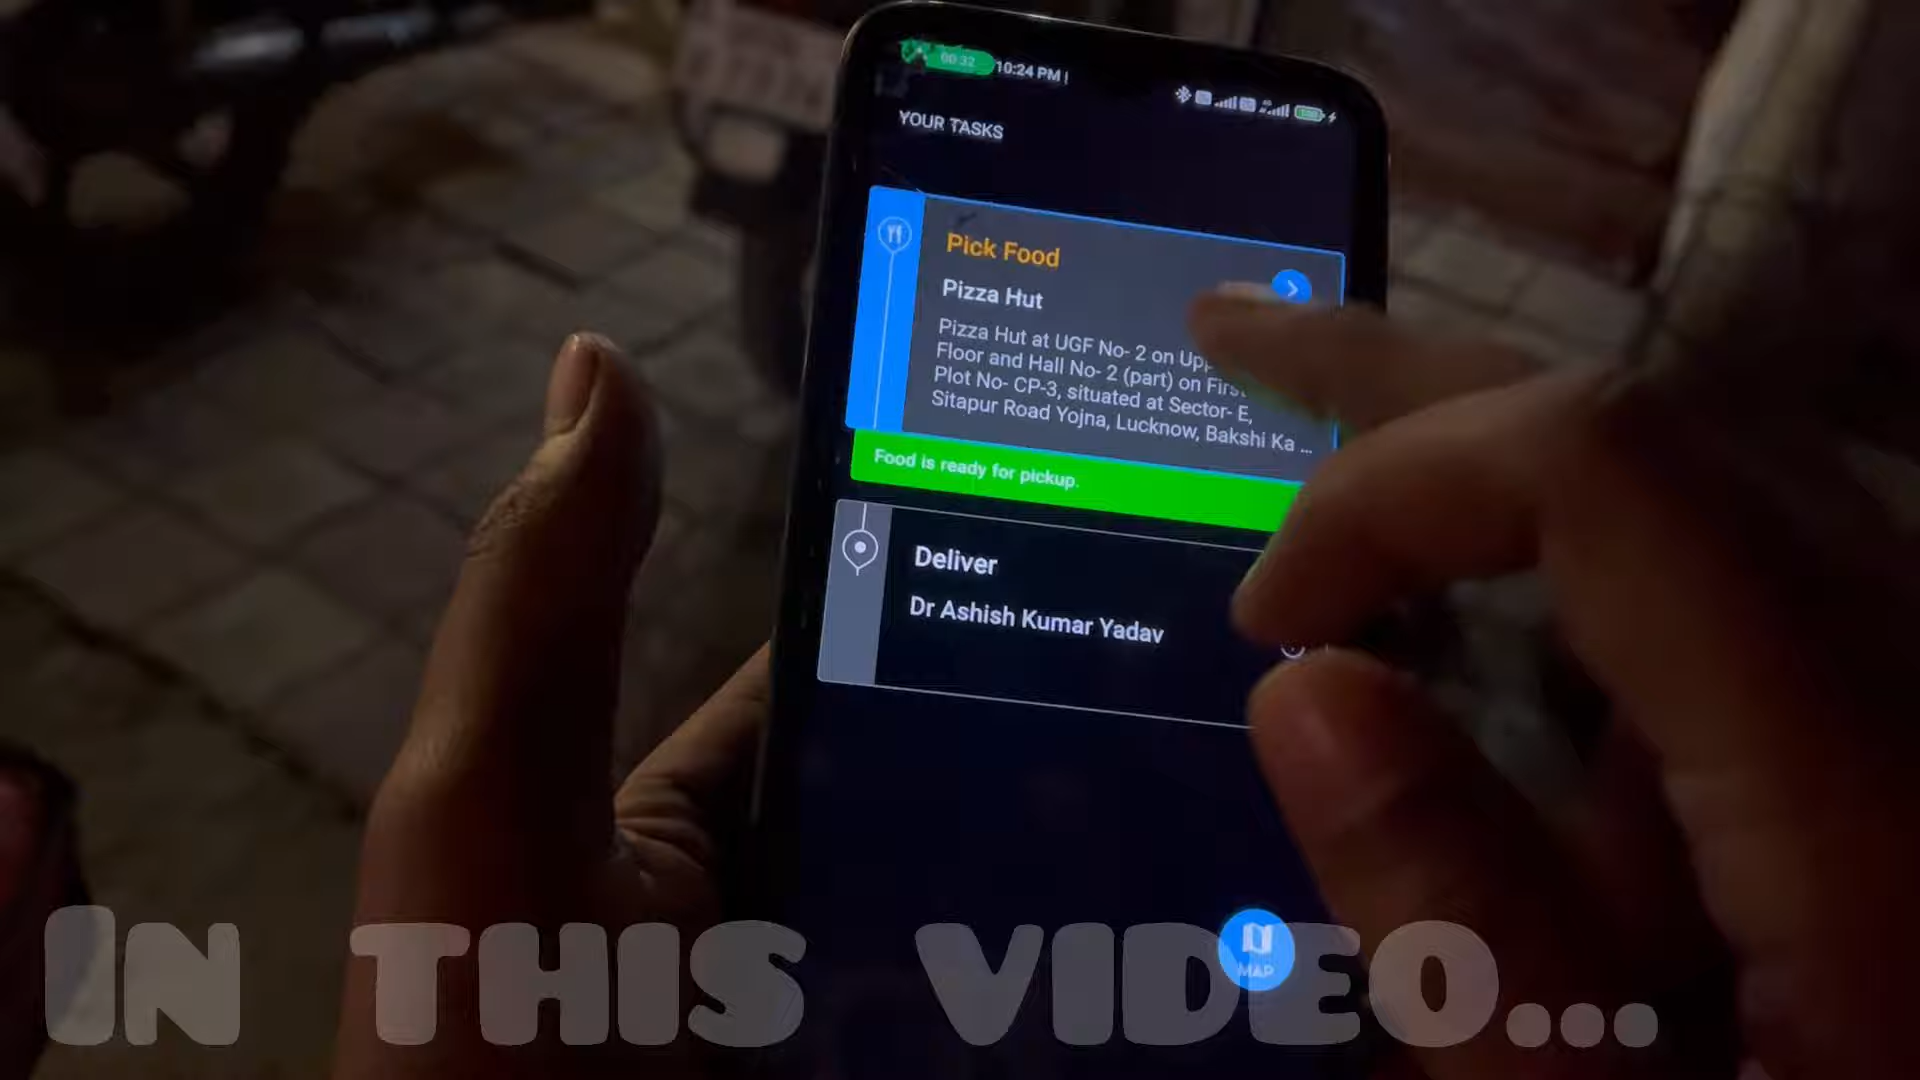 00:32 10:24 PM
YOUR TASKS
Pick Food
Pizza Hut
Pizza Hut at UGF No- 2 on
Floor and Hall No- 2 (part) on
Plot No- CP-3, situated at Sector- E,
Sitapur Road Yojna, Lucknow, Bakshi Ka ...
Food is ready for pickup.
Deliver
Dr Ashish Kumar Yadav
MAP
IN THIS VIDEO...